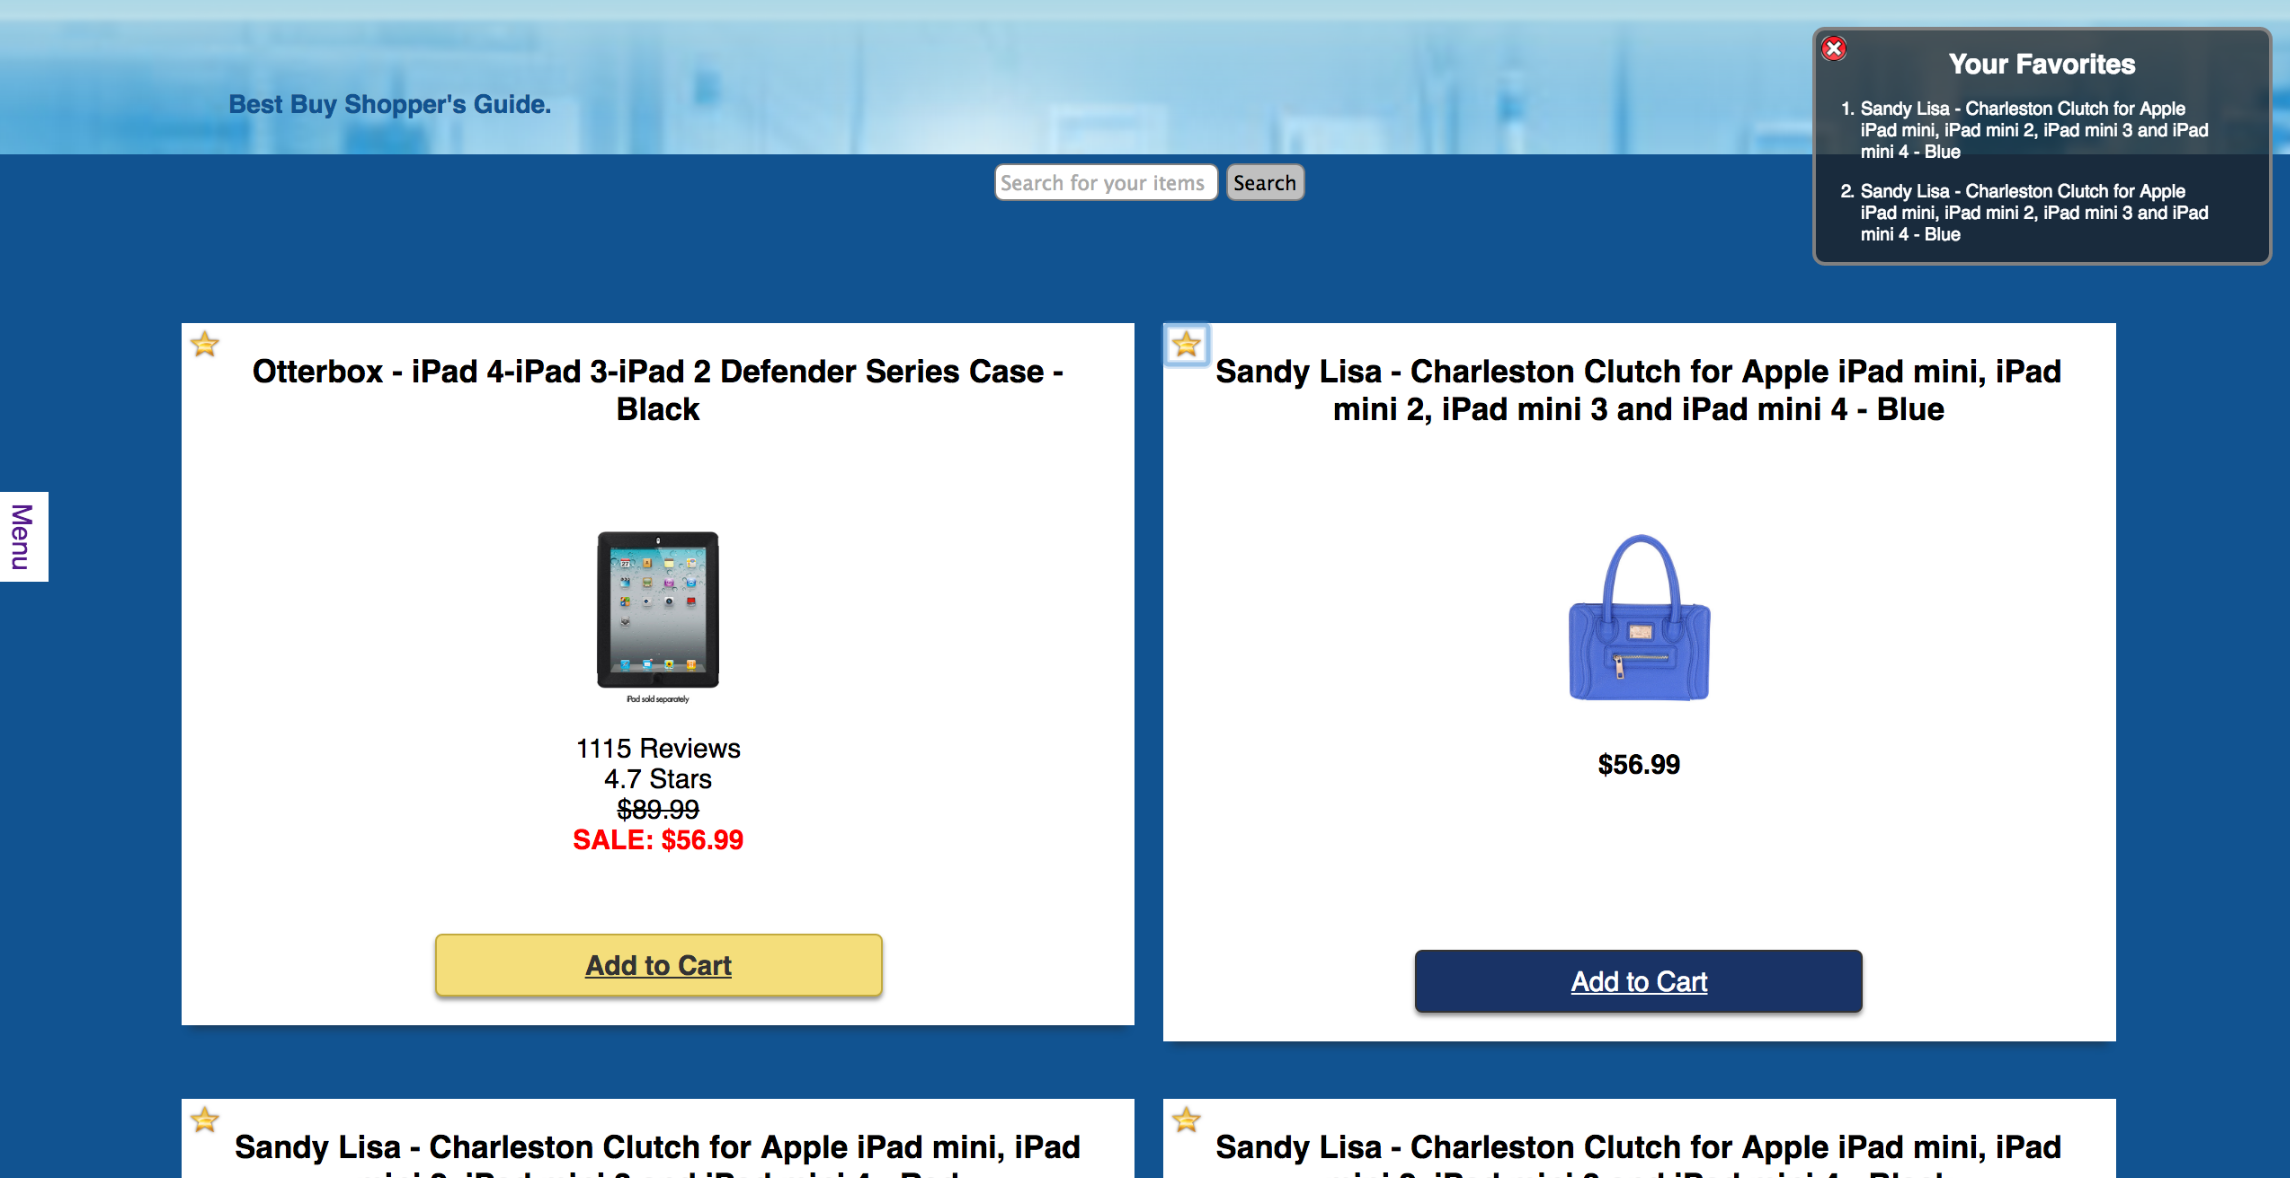 Best Buy Shopper's Guide.
Your Favorites
1. Sandy Lisa - Charleston Clutch for Apple
iPad mini, iPad mini 2, iPad mini 3 and iPad
mini 4 - Blue
2. Sandy Lisa - Charleston Clutch for Apple
iPad mini, iPad mini 2, iPad mini 3 and iPad
mini 4 - Blue
Search for your items
Search
Menu
Otterbox - iPad 4-iPad 3-iPad 2 Defender Series Case -
Black
iPad sold separately
1115 Reviews
4.7 Stars
$89.99
SALE: $56.99
Add to Cart
Sandy Lisa - Charleston Clutch for Apple iPad mini, iPad
mini 2, iPad mini 3 and iPad mini 4 - Blue
$56.99
Add to Cart
Sandy Lisa - Charleston Clutch for Apple iPad mini, iPad
Sandy Lisa - Charleston Clutch for Apple iPad mini, iPad